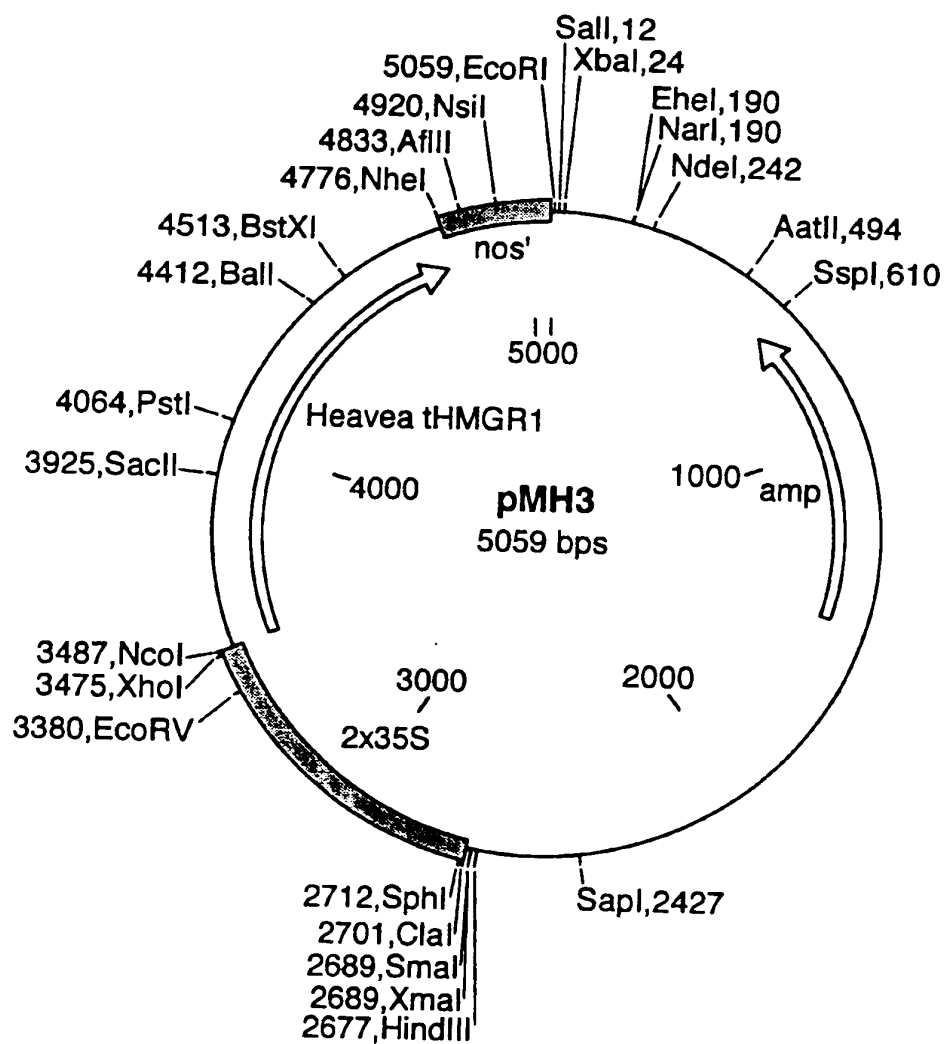 SalI,12
XbaI,24
5059,EcoRI
4920,NsiI
4833,AflII
4776,NheI
EheI,190
NarI,190
NdeI,242
4513,BstXI
4412,BalI
AatII,494
SspI,610
nos'
5000
4064,PstI
3925,SacII
Heavea tHMGR1
4000
pMH3
5059 bps
1000
amp
3487,NcoI
3475,XhoI
3380,EcoRV
3000
2000
2x35S
2712,SphI
2701,ClaI
2689,SmaI
2689,XmaI
2677,HindIII
SapI,2427